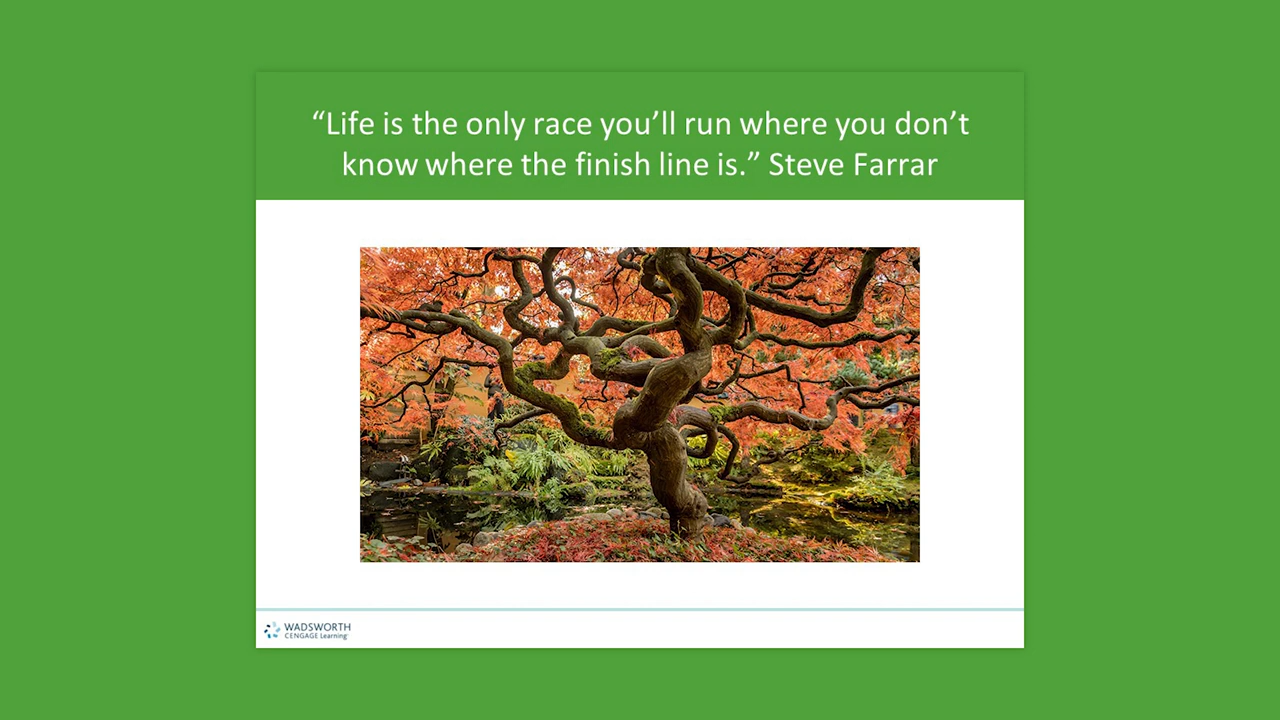 “Life is the only race you’ll run where you don’t
know where the finish line is.” Steve Farrar
WADSWORTH
CENGAGE Learning